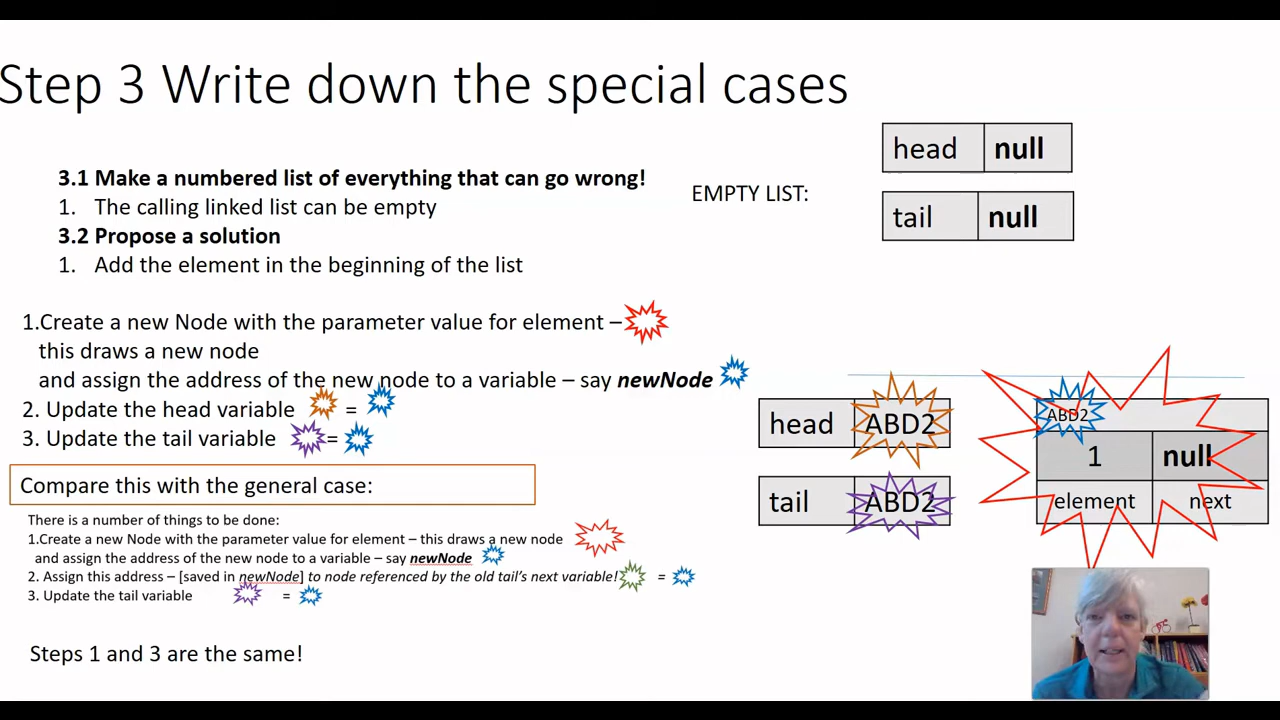 Step 3 Write down the special cases
head null
3.1 Make a numbered list of everything that can go wrong!
EMPTY LIST:
1. The calling linked list can be empty
tail null
3.2 Propose a solution
1. Add the element in the beginning of the list
1.Create a new Node with the parameter value for element –
this draws a new node
and assign the address of the new node to a variable – say newNode
2. Update the head variable =
3. Update the tail variable =
head ABD2
ABD2
1 null
element next
tail ABD2
Compare this with the general case:
There is a number of things to be done:
1.Create a new Node with the parameter value for element – this draws a new node
and assign the address of the new node to a variable – say newNode
2. Assign this address – [saved in newNode] to node referenced by the old tail's next variable! =
3. Update the tail variable =
Steps 1 and 3 are the same!